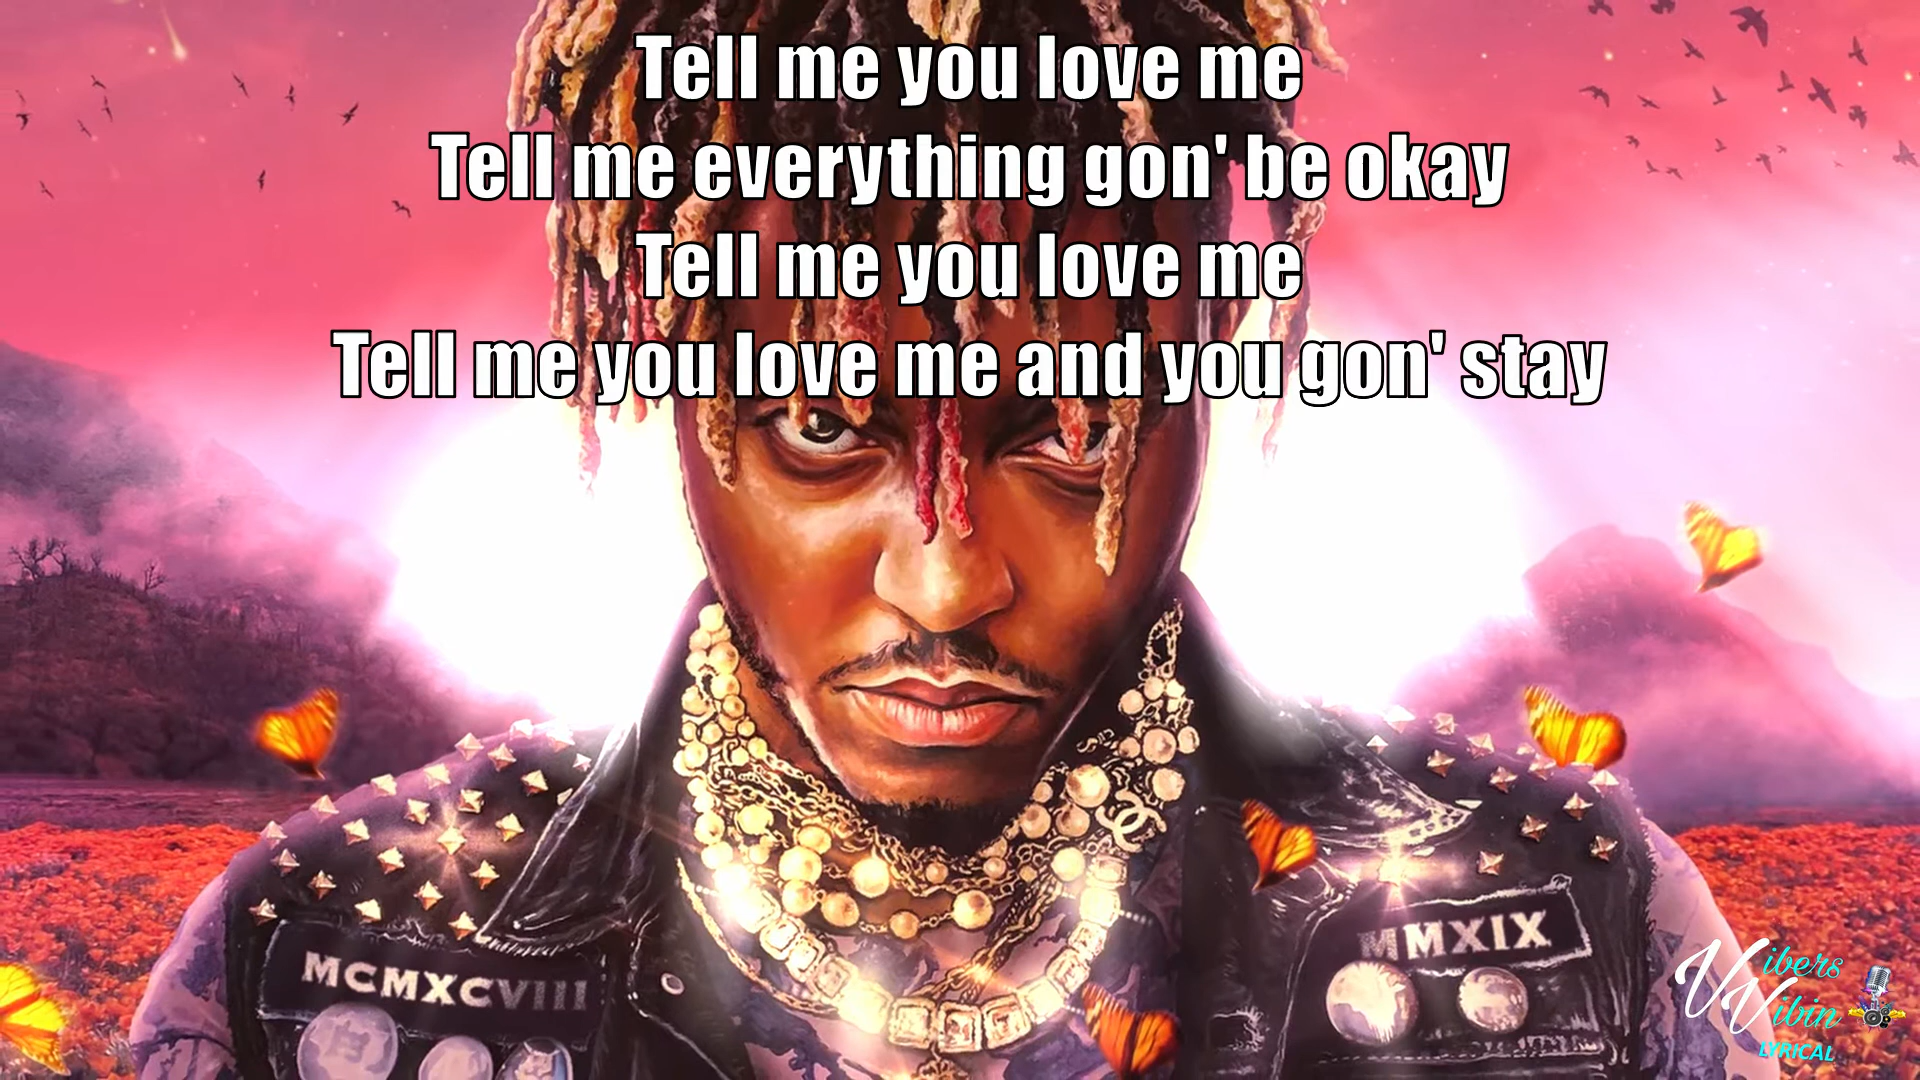 Tell me you love me
Tell me everything gon' be okay
Tell me you love me
Tell me you love me and you gon' stay
MCMXCVIII
MMXIX
Vibers
Vibin
LYRICAL